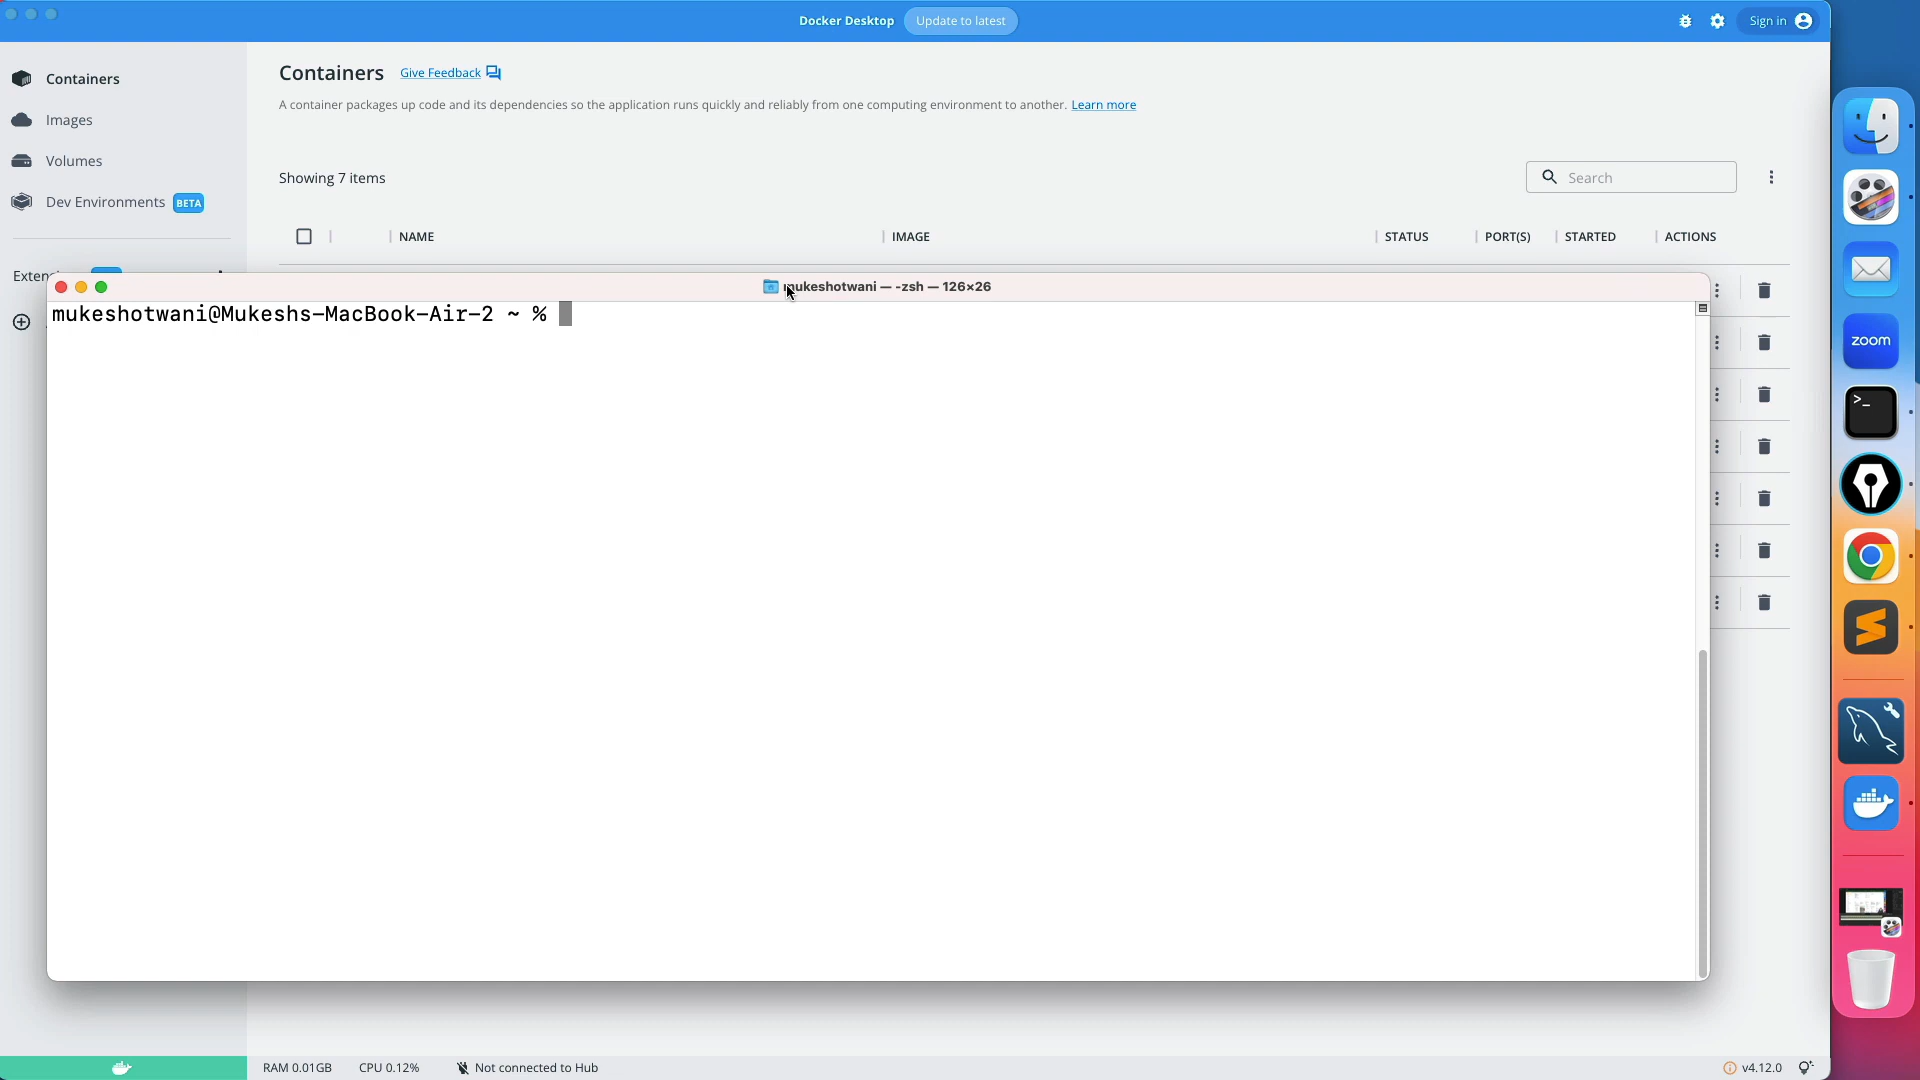 Docker Desktop
Update to latest
Sign in
Containers
Images
Volumes
Dev Environments BETA
Containers
Give Feedback
A container packages up code and its dependencies so the application runs quickly and reliably from one computing environment to another. Learn more
Showing 7 items
Search
NAME IMAGE STATUS PORT(S) STARTED ACTIONS
mukeshotwani — -zsh — 126×26
mukeshotwani@Mukeshs-MacBook-Air-2 ~ %
zoom
>_
RAM 0.01GB CPU 0.12% Not connected to Hub
v4.12.0